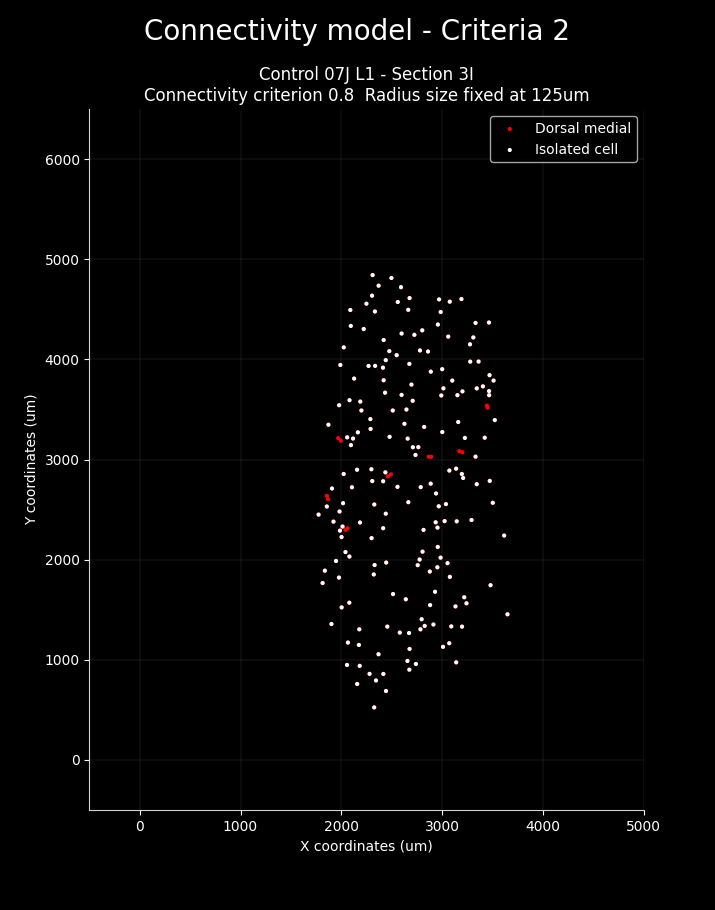 Connectivity model - Criteria 2
Control 07J L1 - Section 3I
Connectivity criterion 0.8  Radius size fixed at 125um
Dorsal medial
Isolated cell
6000
5000
4000
3000
2000
1000
0
Y coordinates (um)
0 1000 2000 3000 4000 5000
X coordinates (um)